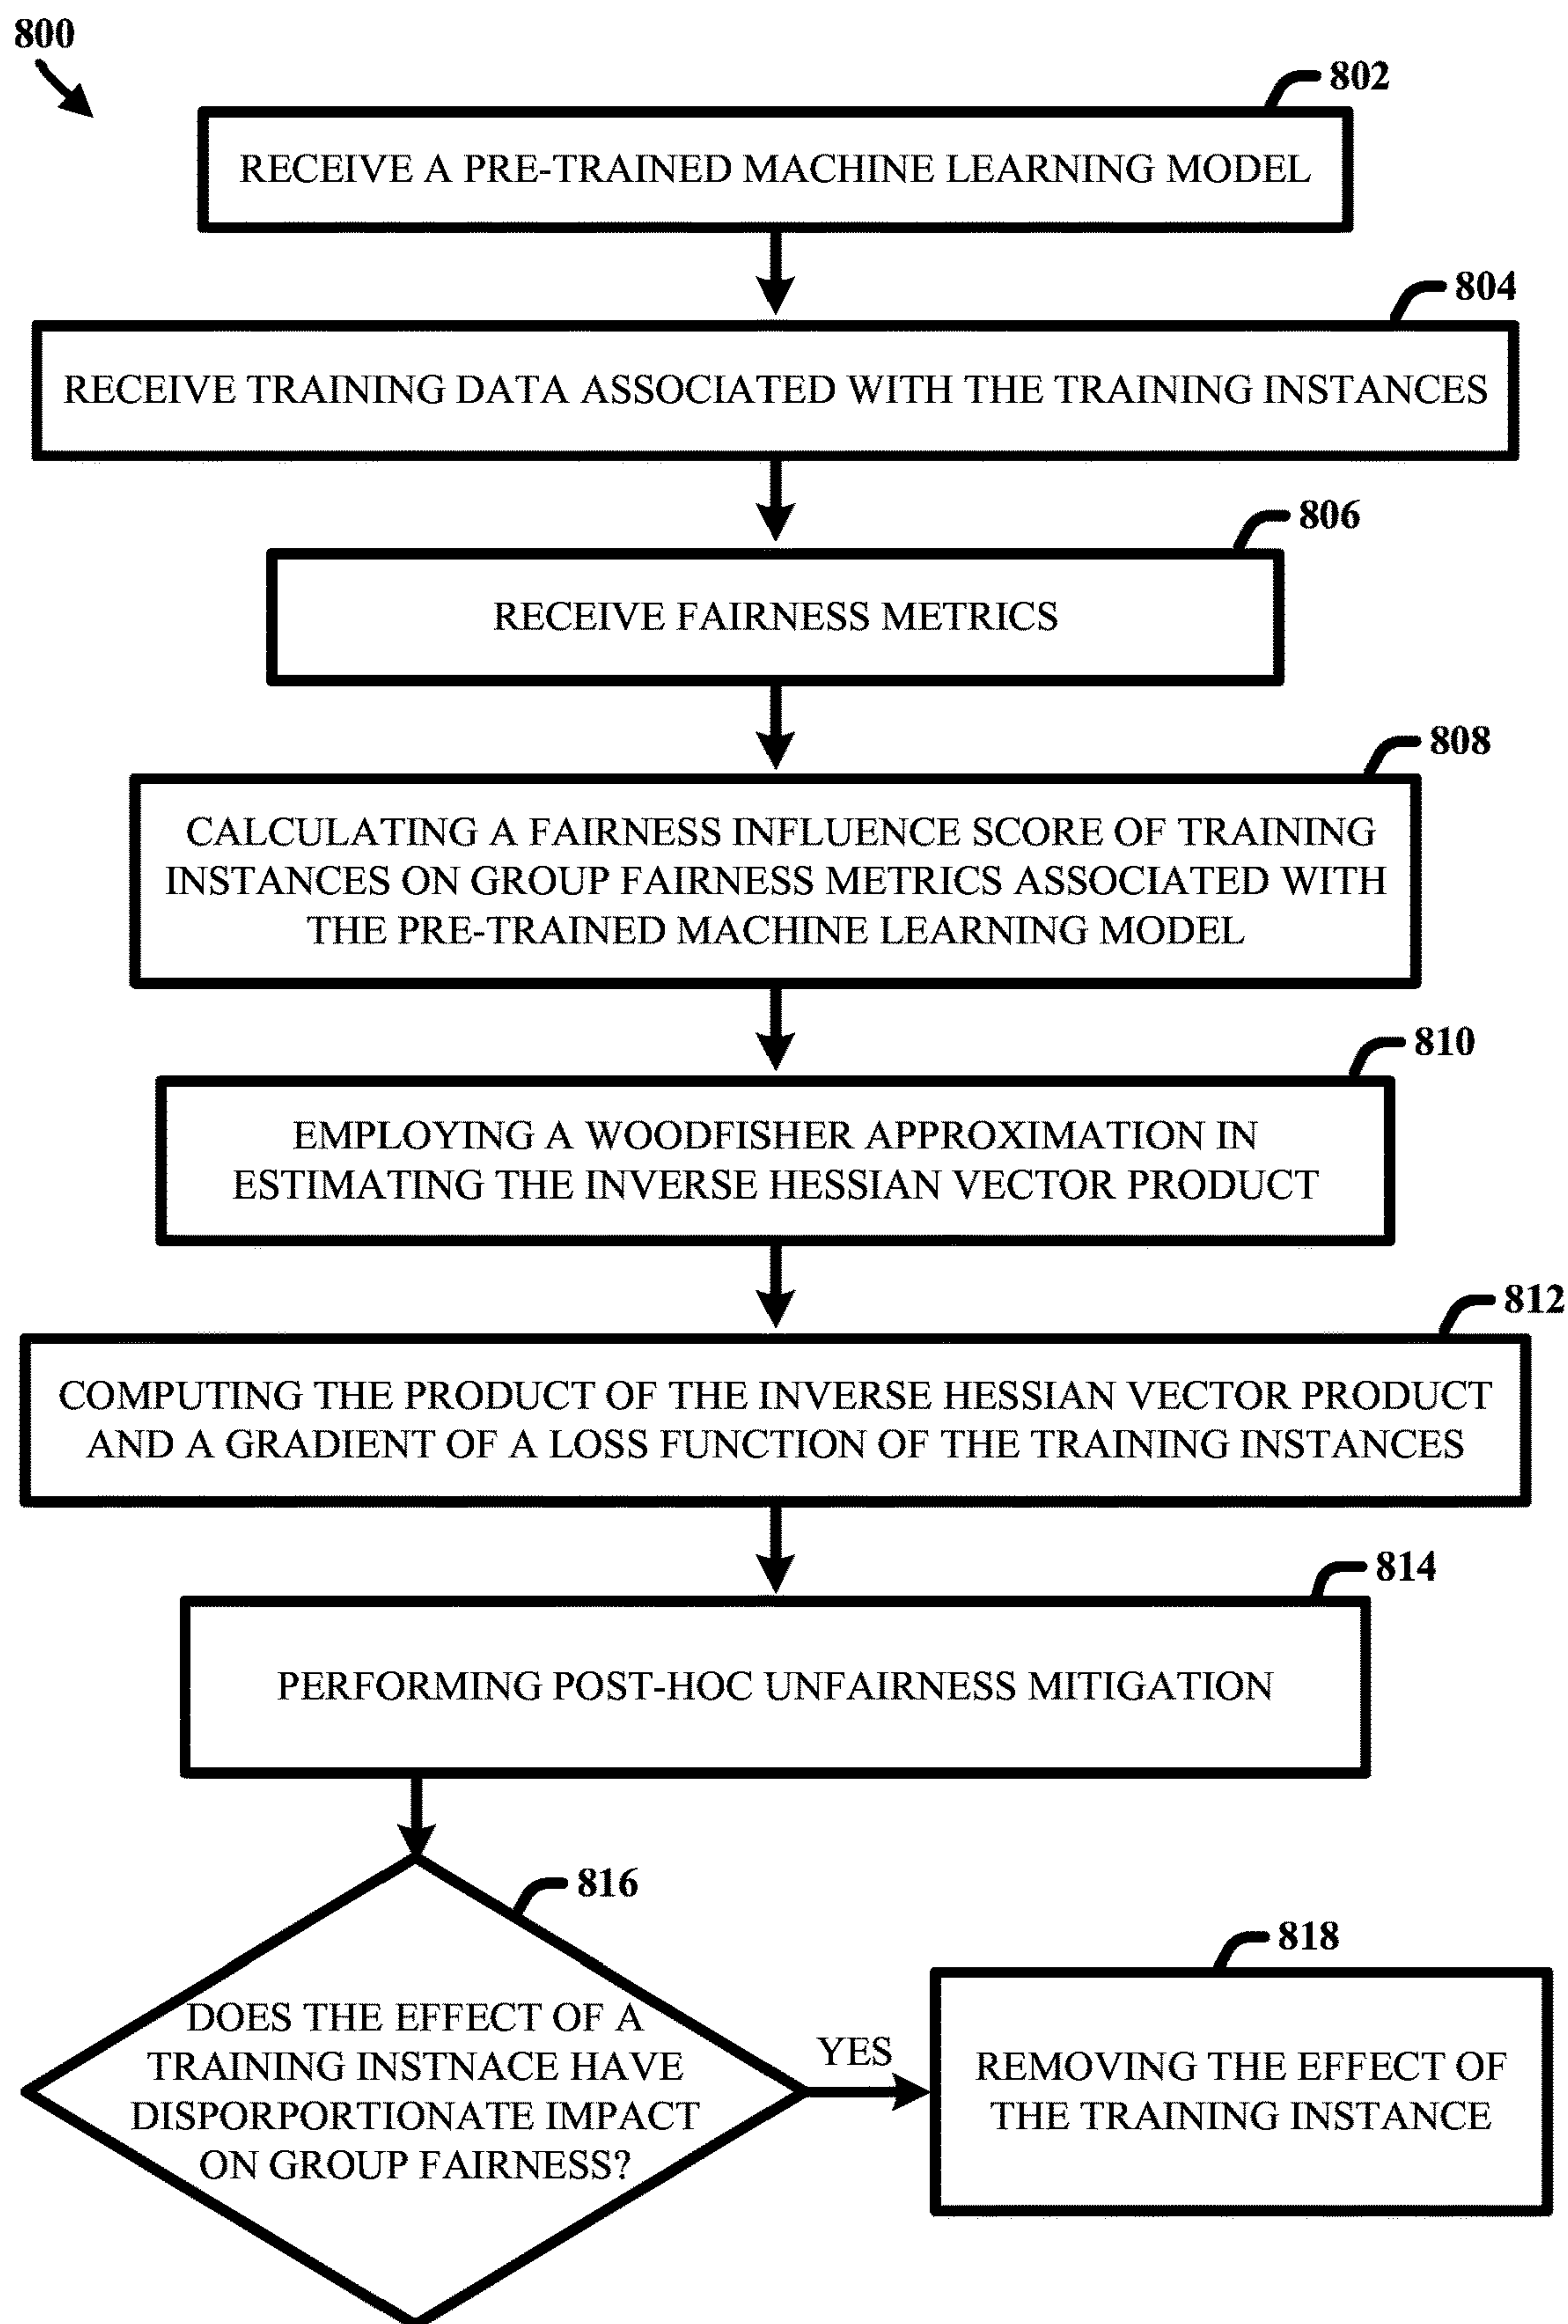 800
802
RECEIVE A PRE-TRAINED MACHINE LEARNING MODEL
804
RECEIVE TRAINING DATA ASSOCIATED WITH THE TRAINING INSTANCES
806
RECEIVE FAIRNESS METRICS
808
CALCULATING A FAIRNESS INFLUENCE SCORE OF TRAINING
INSTANCES ON GROUP FAIRNESS METRICS ASSOCIATED WITH
THE PRE-TRAINED MACHINE LEARNING MODEL
810
EMPLOYING A WOODFISHER APPROXIMATION IN
ESTIMATING THE INVERSE HESSIAN VECTOR PRODUCT
812
COMPUTING THE PRODUCT OF THE INVERSE HESSIAN VECTOR PRODUCT
AND A GRADIENT OF A LOSS FUNCTION OF THE TRAINING INSTANCES
814
PERFORMING POST-HOC UNFAIRNESS MITIGATION
816
DOES THE EFFECT OF A
TRAINING INSTNACE HAVE
DISPORPORTIONATE IMPACT
ON GROUP FAIRNESS?
YES
818
REMOVING THE EFFECT OF
THE TRAINING INSTANCE